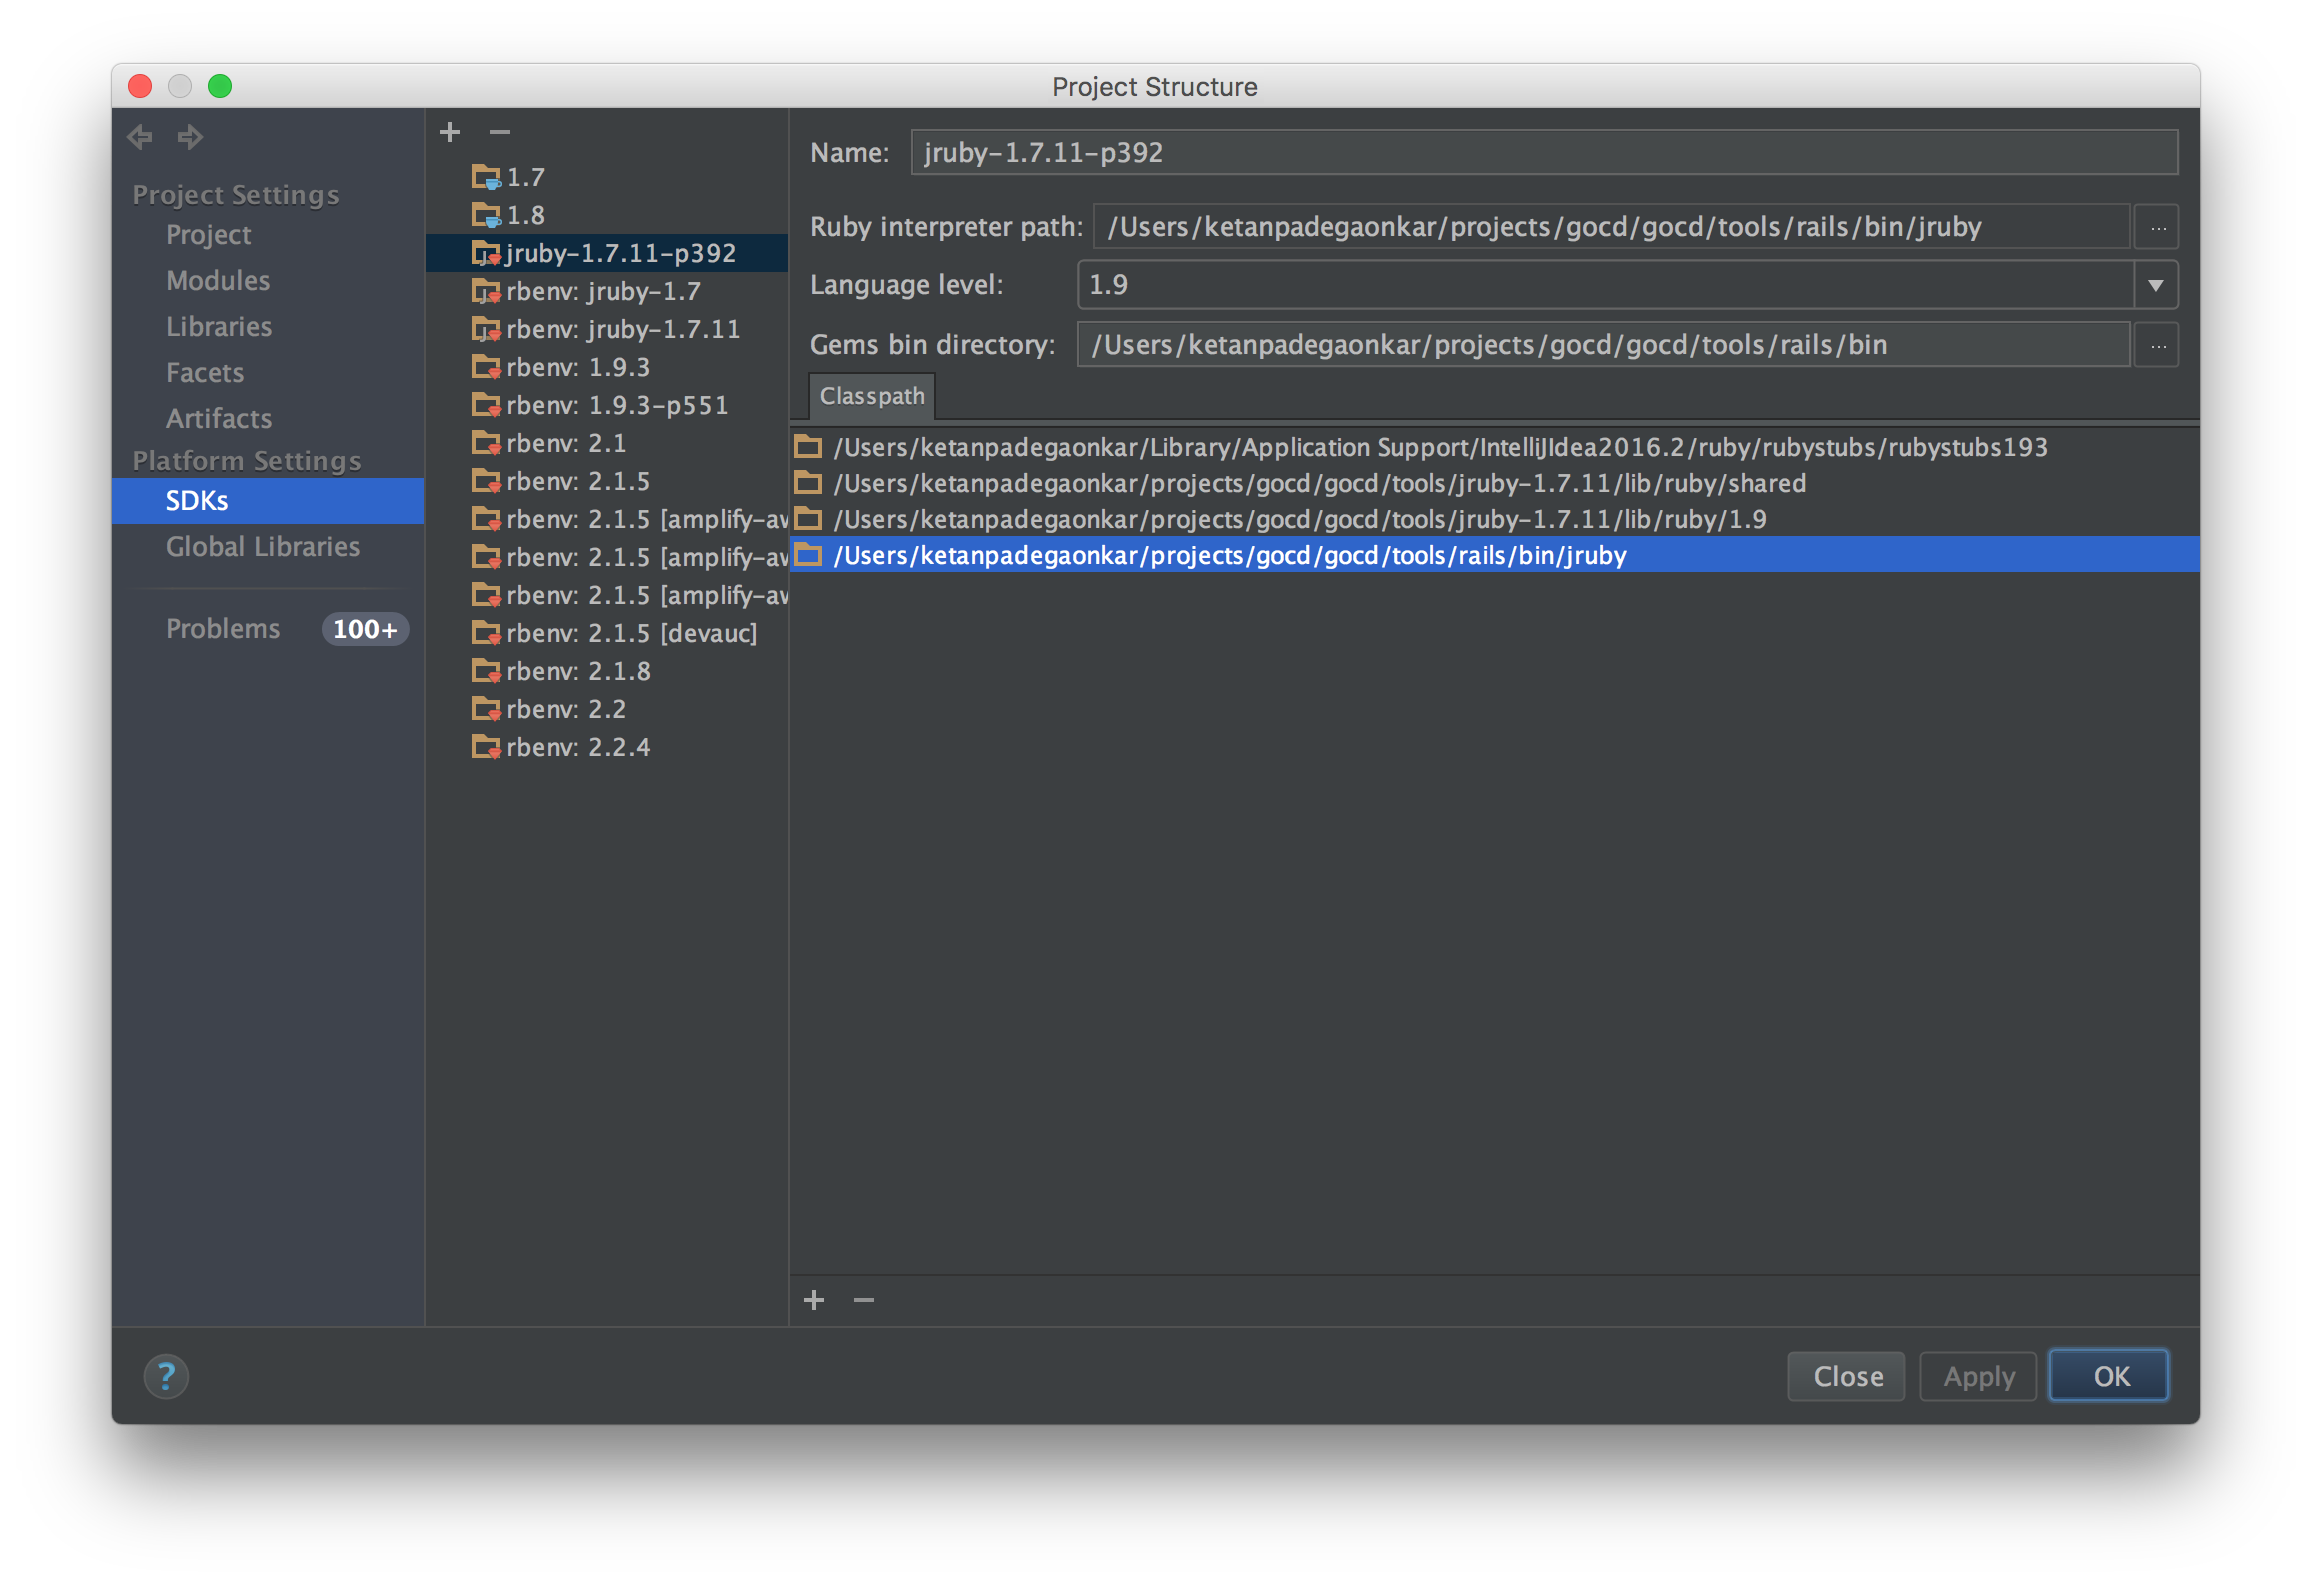 Project Structure
Project Settings
Project
Modules
Libraries
Facets
Artifacts
Platform Settings
SDKs
Global Libraries
Problems 100+
1.7
1.8
jruby-1.7.11-p392
rbenv: jruby-1.7
rbenv: jruby-1.7.11
rbenv: 1.9.3
rbenv: 1.9.3-p551
rbenv: 2.1
rbenv: 2.1.5
rbenv: 2.1.5 [amplify-aw
rbenv: 2.1.5 [amplify-aw
rbenv: 2.1.5 [amplify-aw
rbenv: 2.1.5 [devauc]
rbenv: 2.1.8
rbenv: 2.2
rbenv: 2.2.4
Name: jruby-1.7.11-p392
Ruby interpreter path: /Users/ketanpadegaonkar/projects/gocd/gocd/tools/rails/bin/jruby ...
Language level: 1.9
Gems bin directory: /Users/ketanpadegaonkar/projects/gocd/gocd/tools/rails/bin ...
Classpath
/Users/ketanpadegaonkar/Library/Application Support/IntelliJIdea2016.2/ruby/rubystubs/rubystubs193
/Users/ketanpadegaonkar/projects/gocd/gocd/tools/jruby-1.7.11/lib/ruby/shared
/Users/ketanpadegaonkar/projects/gocd/gocd/tools/jruby-1.7.11/lib/ruby/1.9
/Users/ketanpadegaonkar/projects/gocd/gocd/tools/rails/bin/jruby
? Close Apply OK